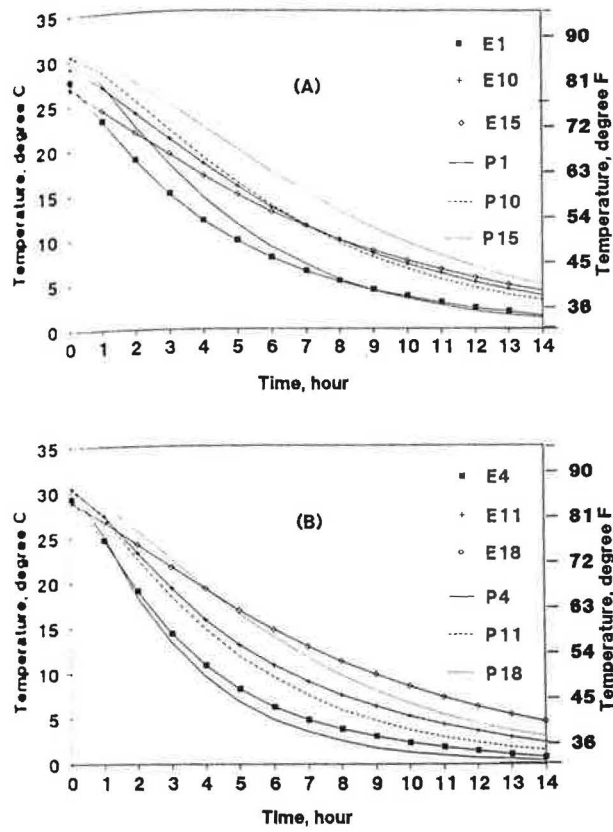 35
30
25
20
15
10
5
0
Temperature, degree C
(A)
E1
E10
E15
P1
P10
P15
90
81
72
63
54
45
36
Temperature, degree F
0 1 2 3 4 5 6 7 8 9 10 11 12 13 14
Time, hour
35
30
25
20
15
10
5
0
Temperature, degree C
(B)
E4
E11
E18
P4
P11
P18
90
81
72
63
54
45
36
Temperature, degree F
0 1 2 3 4 5 6 7 8 9 10 11 12 13 14
Time, hour